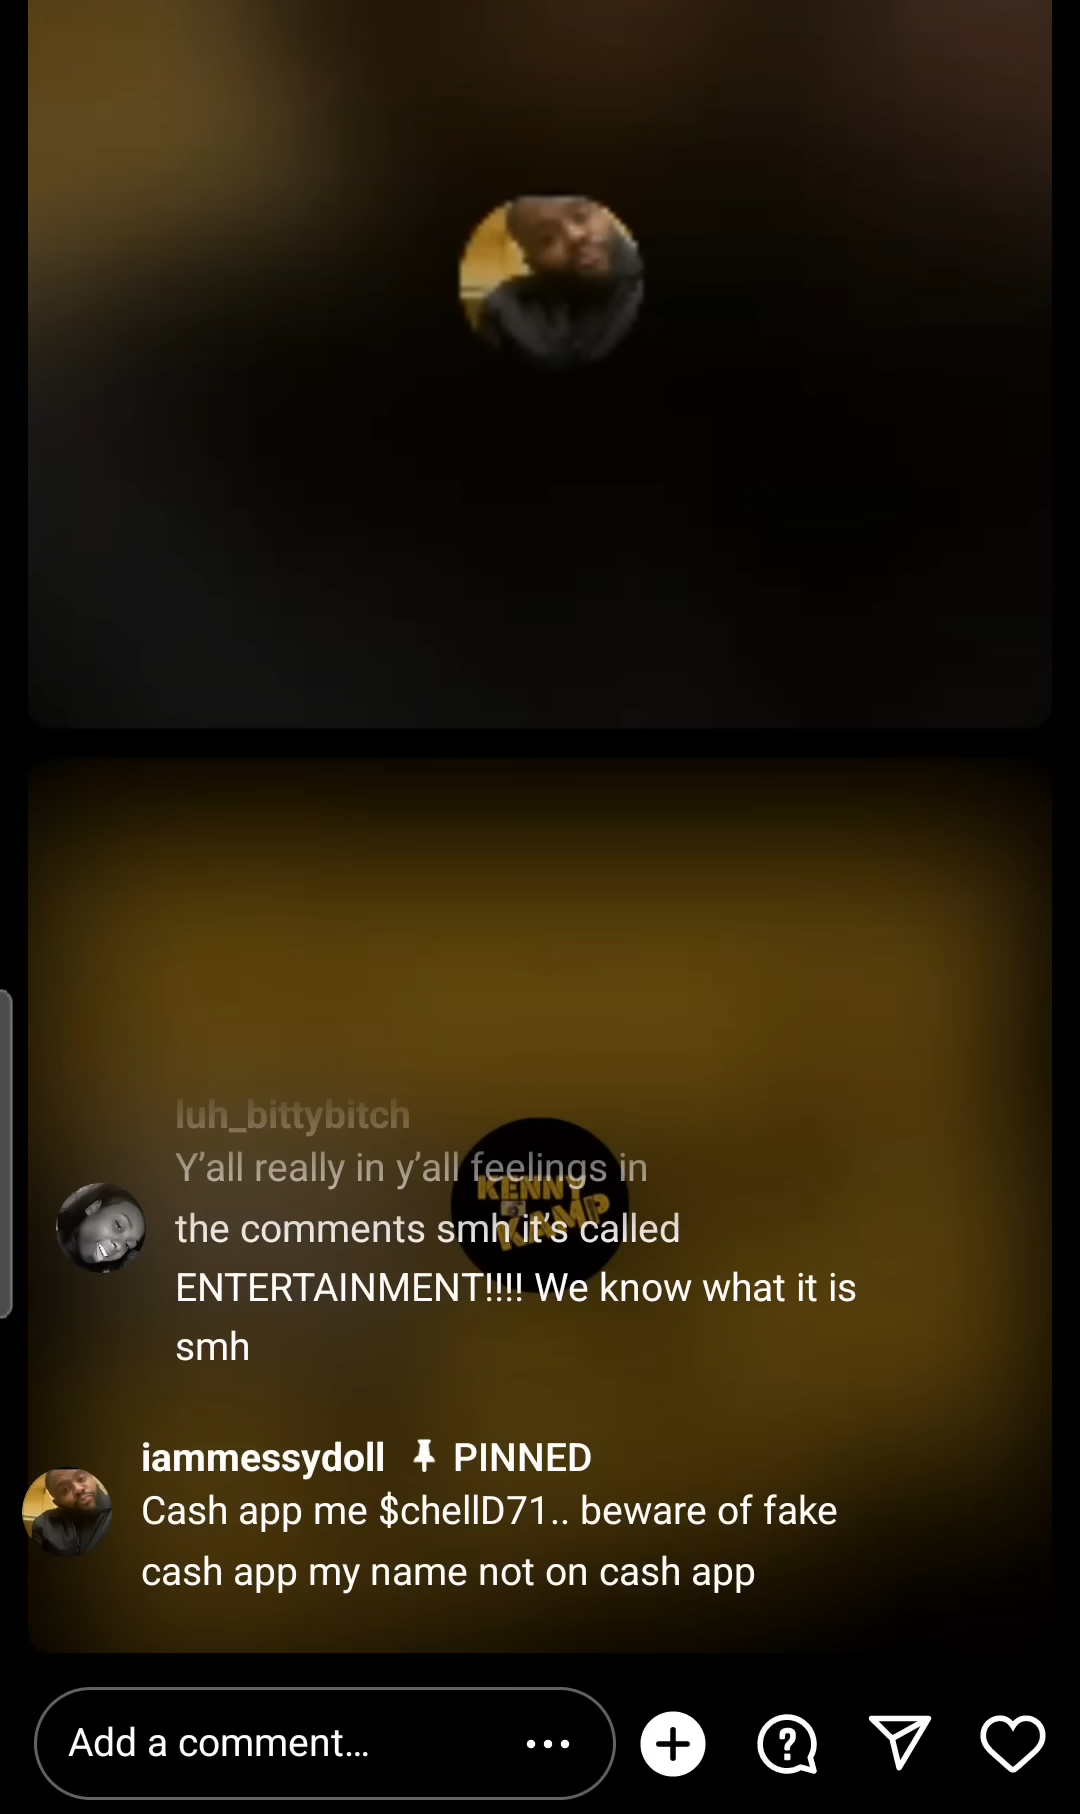 luh_bittybitch
Y’all really in y’all feelings in
KENNY
the comments smh it’s called
KAMP
ENTERTAINMENT!!!! We know what it is
smh
iammessydoll PINNED
Cash app me $chellD71.. beware of fake
cash app my name not on cash app
Add a comment...